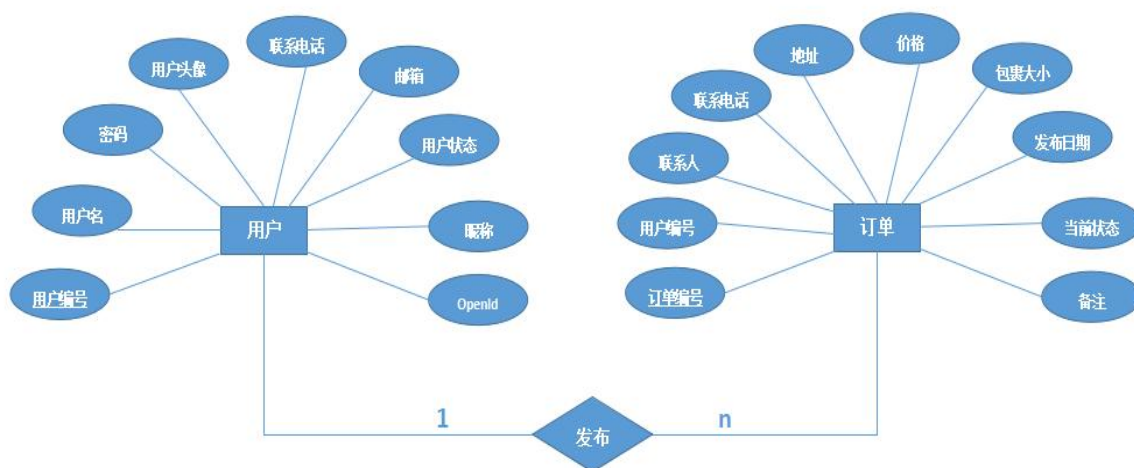 联系电话
用户头像
邮箱
密码
用户状态
用户名
用户
昵称
用户编号
OpenId
价格
地址
包裹大小
联系电话
发布日期
联系人
用户编号
订单
当前状态
订单编号
备注
1
发布
n